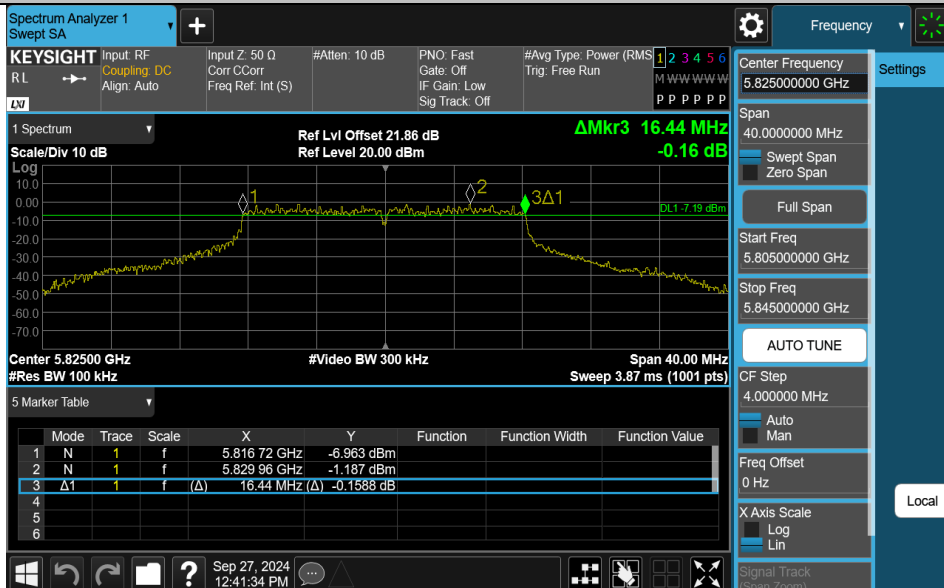 Spectrum Analyzer 1
Swept SA
+
Frequency
KEYSIGHT
RL
LXI
Input: RF
Coupling: DC
Align: Auto
Input Z: 50 Ω
Corr CCorr
Freq Ref: Int (S)
#Atten: 10 dB
PNO: Fast
Gate: Off
IF Gain: Low
Sig Track: Off
#Avg Type: Power (RMS
Trig: Free Run
1 2 3 4 5 6
M W W W W W
P P P P P P
Center Frequency
5.825000000 GHz
Settings
Span
40.0000000 MHz
Swept Span
Zero Span
Full Span
Start Freq
5.805000000 GHz
Stop Freq
5.845000000 GHz
AUTO TUNE
CF Step
4.000000 MHz
Auto
Man
Freq Offset
0 Hz
X Axis Scale
Log
Lin
Signal Track
(Span Zoom)
Local
1 Spectrum
Scale/Div 10 dB
Ref Lvl Offset 21.86 dB
Ref Level 20.00 dBm
ΔMkr3 16.44 MHz
-0.16 dB
Log
10.0
0.00
-10.0
-20.0
-30.0
-40.0
-50.0
-60.0
-70.0
1
2
3Δ1
DL1 -7.19 dBm
Center 5.82500 GHz
#Video BW 300 kHz
Span 40.00 MHz
#Res BW 100 kHz
Sweep 3.87 ms (1001 pts)
5 Marker Table
Mode Trace Scale X Y Function Function Width Function Value
1 N 1 f 5.816 72 GHz -6.963 dBm
2 N 1 f 5.829 96 GHz -1.187 dBm
3 Δ1 1 f (Δ) 16.44 MHz (Δ) -0.1588 dB
4
5
6
?
Sep 27, 2024
12:41:34 PM